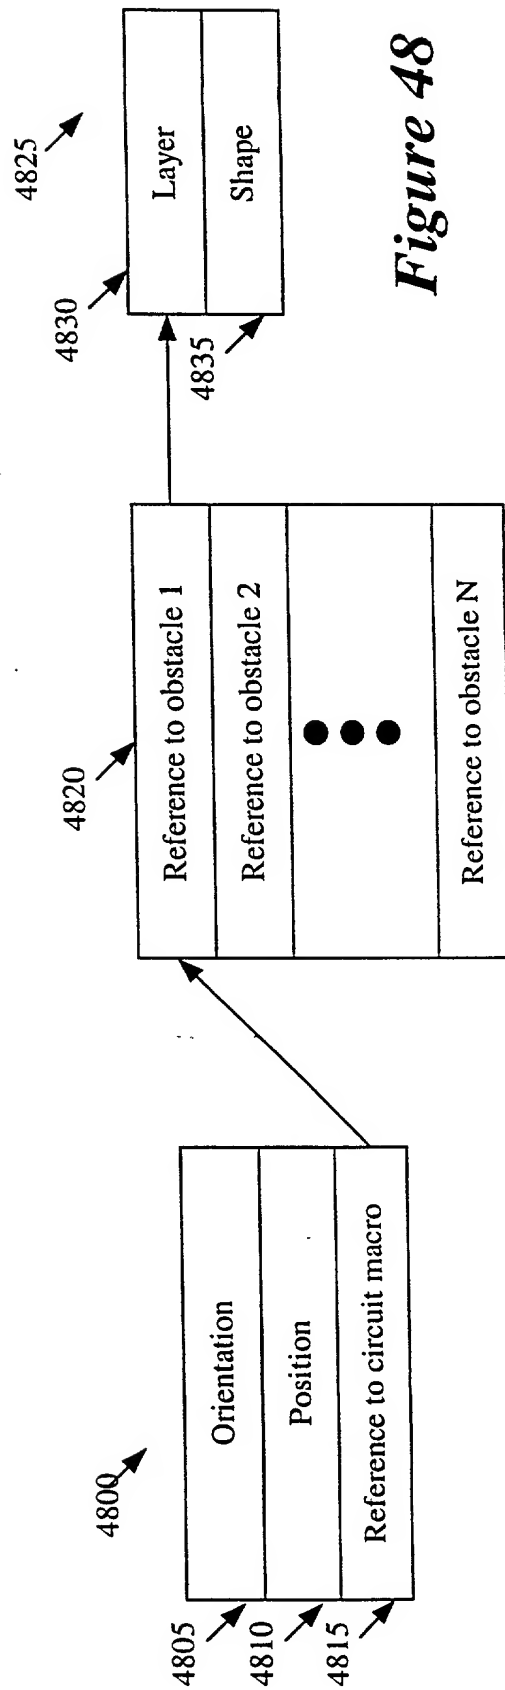 4800
4805
Orientation
4810
Position
4815
Reference to circuit macro
4820
Reference to obstacle 1
Reference to obstacle 2
Reference to obstacle N
4825
4830
Layer
4835
Shape
Figure 48